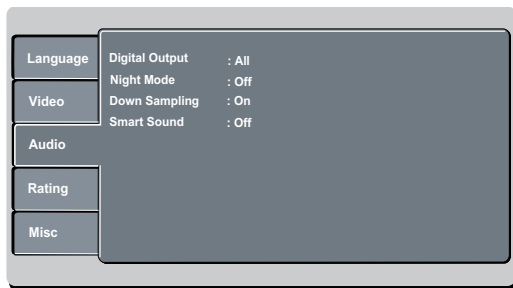 Language
Video
Audio
Rating
Misc
Digital Output : All
Night Mode : Off
Down Sampling : On
Smart Sound : Off